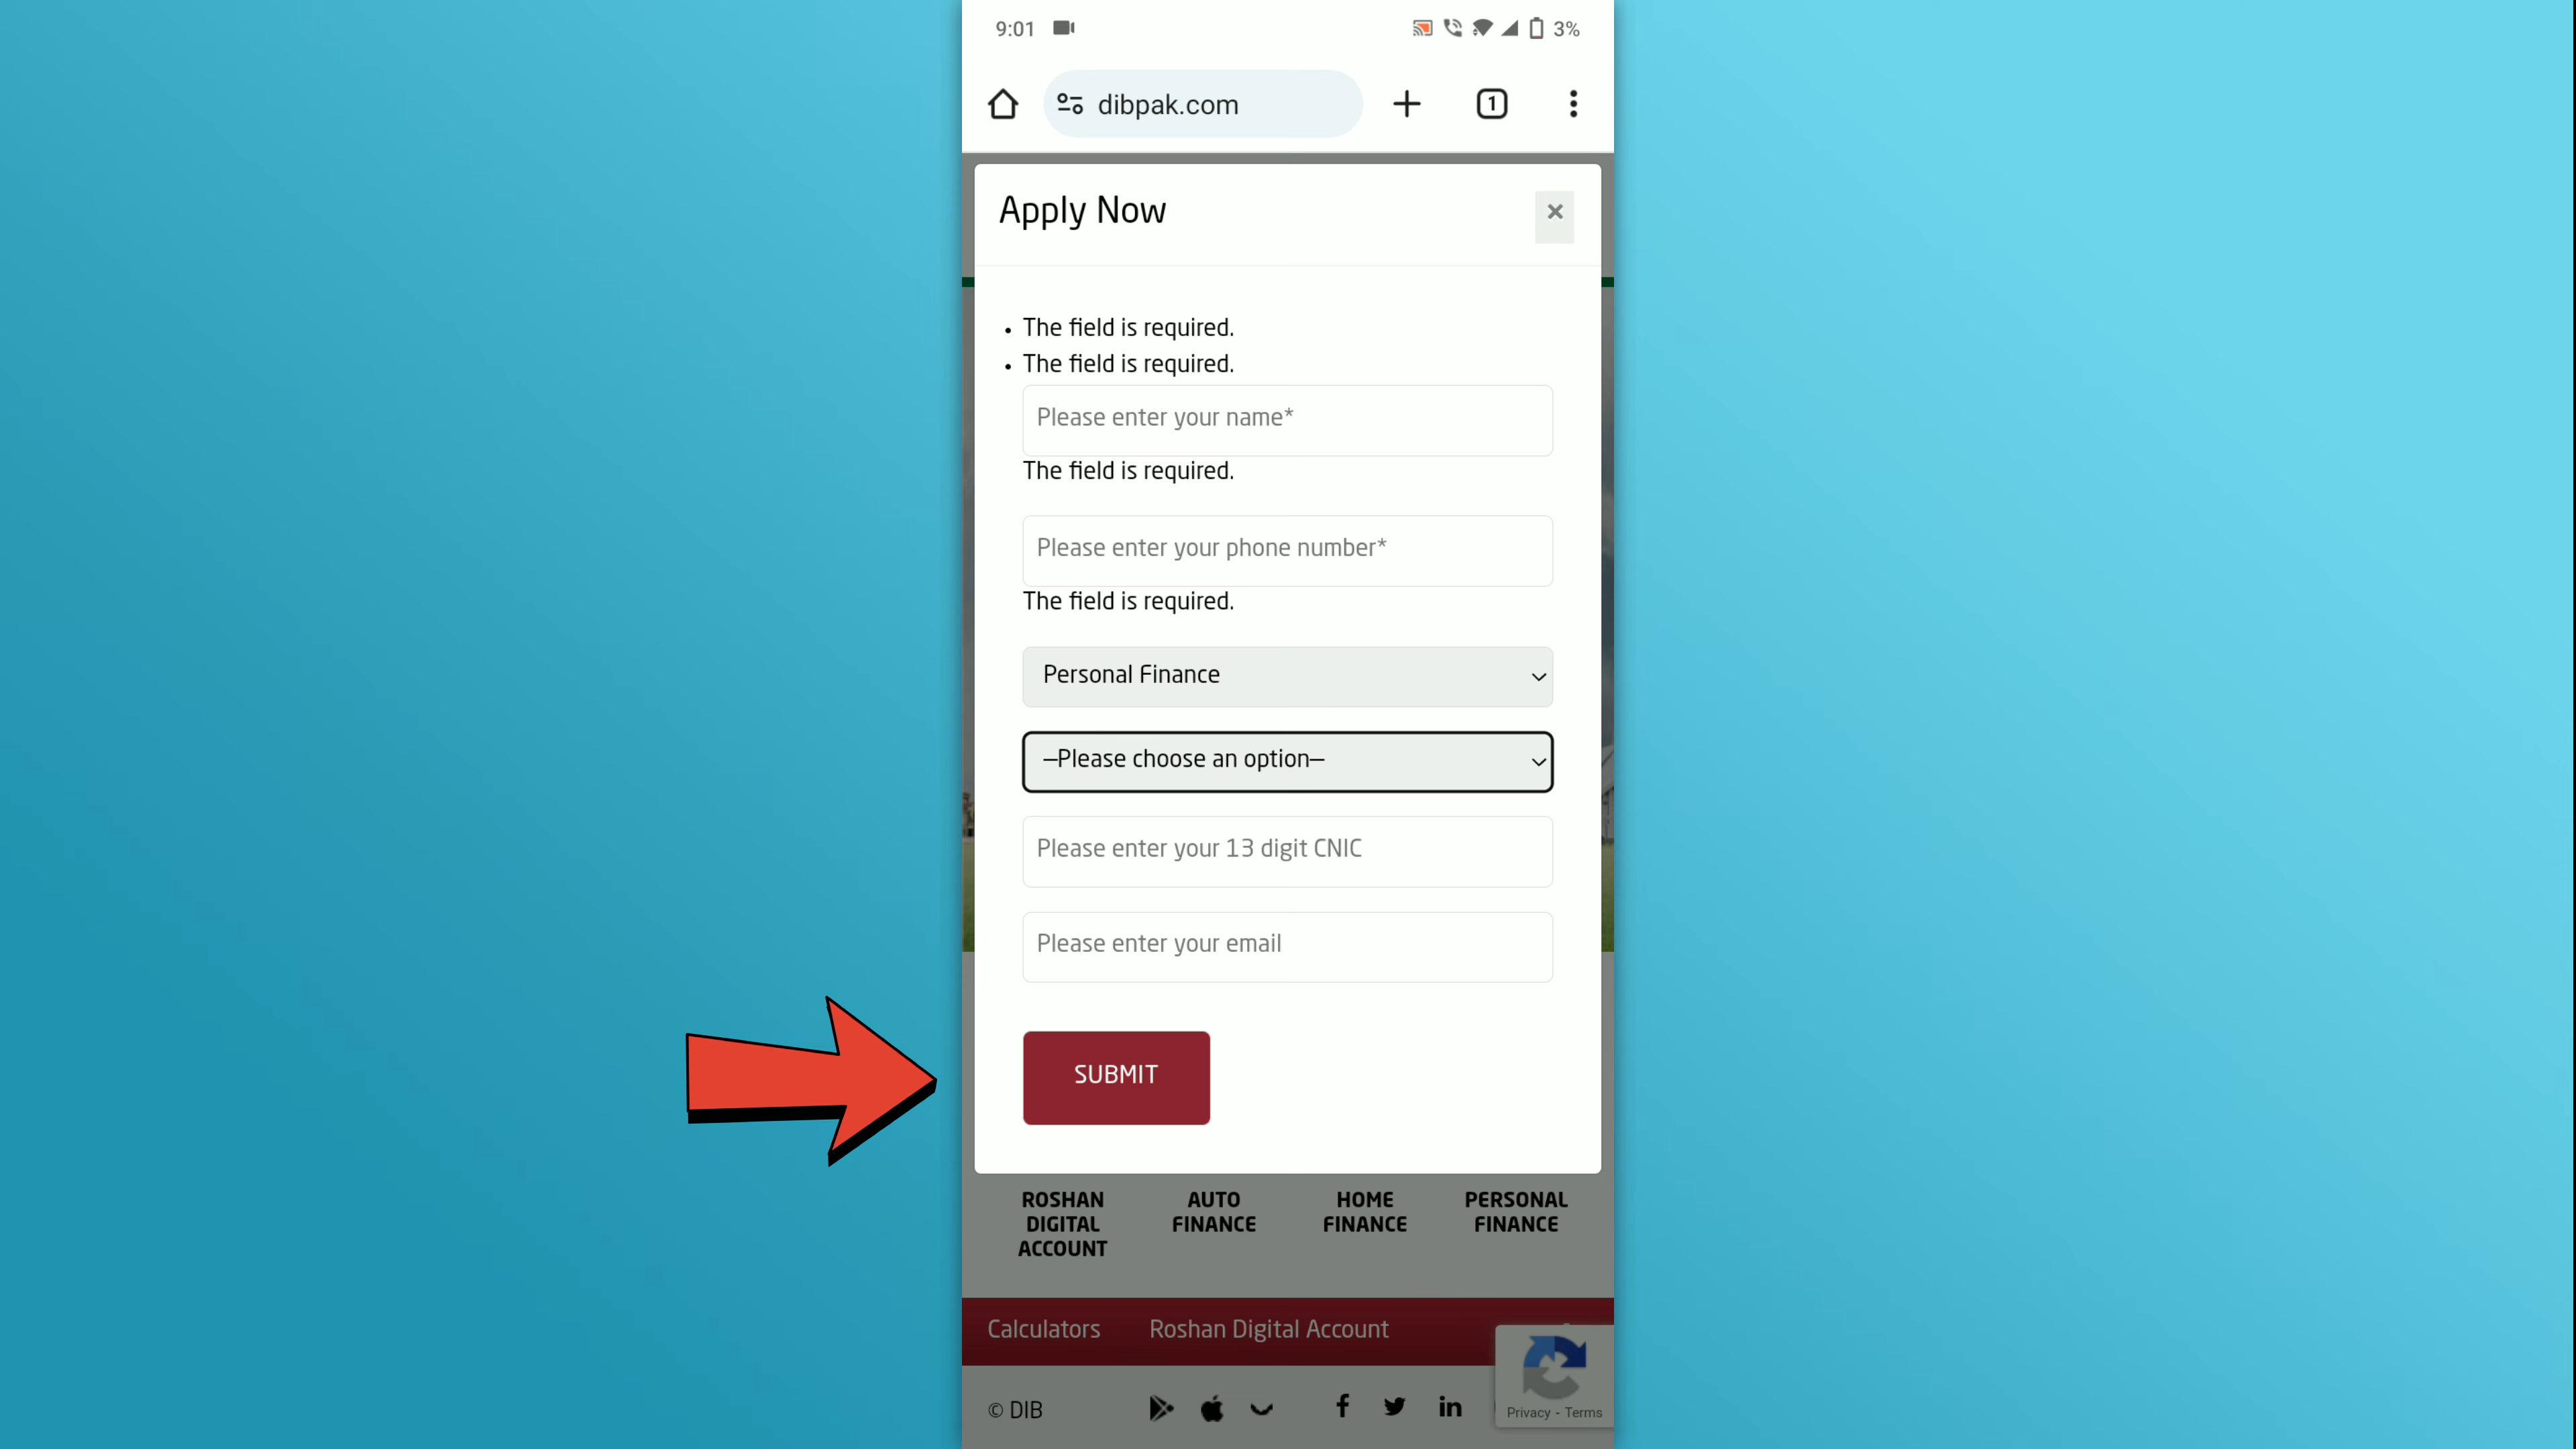 9:01
3%
dibpak.com
1
Apply Now
×
• The field is required.
• The field is required.
Please enter your name*
The field is required.
Please enter your phone number*
The field is required.
Personal Finance
—Please choose an option—
Please enter your 13 digit CNIC
Please enter your email
SUBMIT
ROSHAN DIGITAL ACCOUNT
AUTO FINANCE
HOME FINANCE
PERSONAL FINANCE
Calculators Roshan Digital Account
© DIB
Privacy - Terms